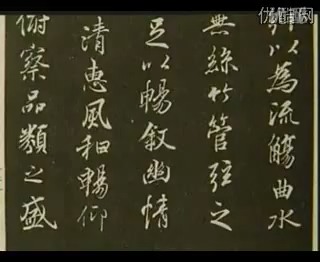 引以為流觴曲水
無絲竹管弦之
足以暢敘幽情
清惠風和暢仰
俯察品類之盛